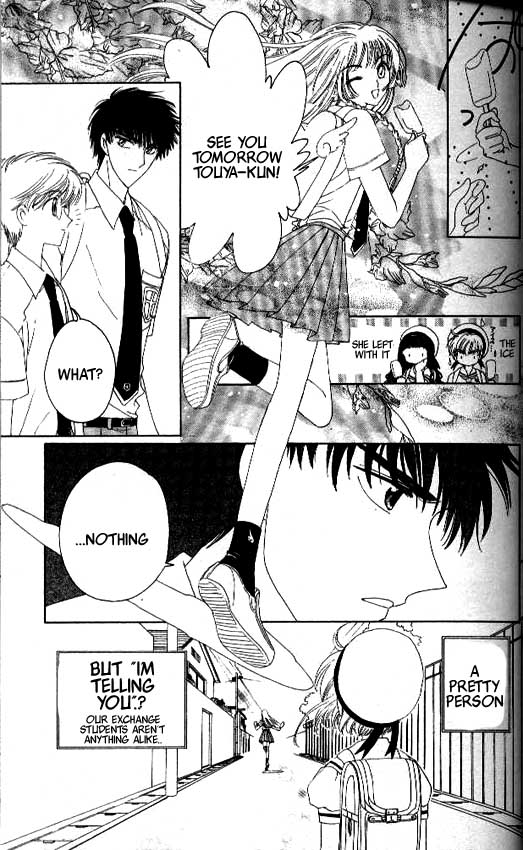 SEE YOU
TOMORROW
TOUYA-KUN!
THE
ICE
SHE LEFT
WITH IT
WHAT?
...NOTHING
A
PRETTY
PERSON
BUT "IM
TELLING
YOU".?
OUR EXCHANGE
STUDENTS AREN'T
ANYTHING ALIKE..